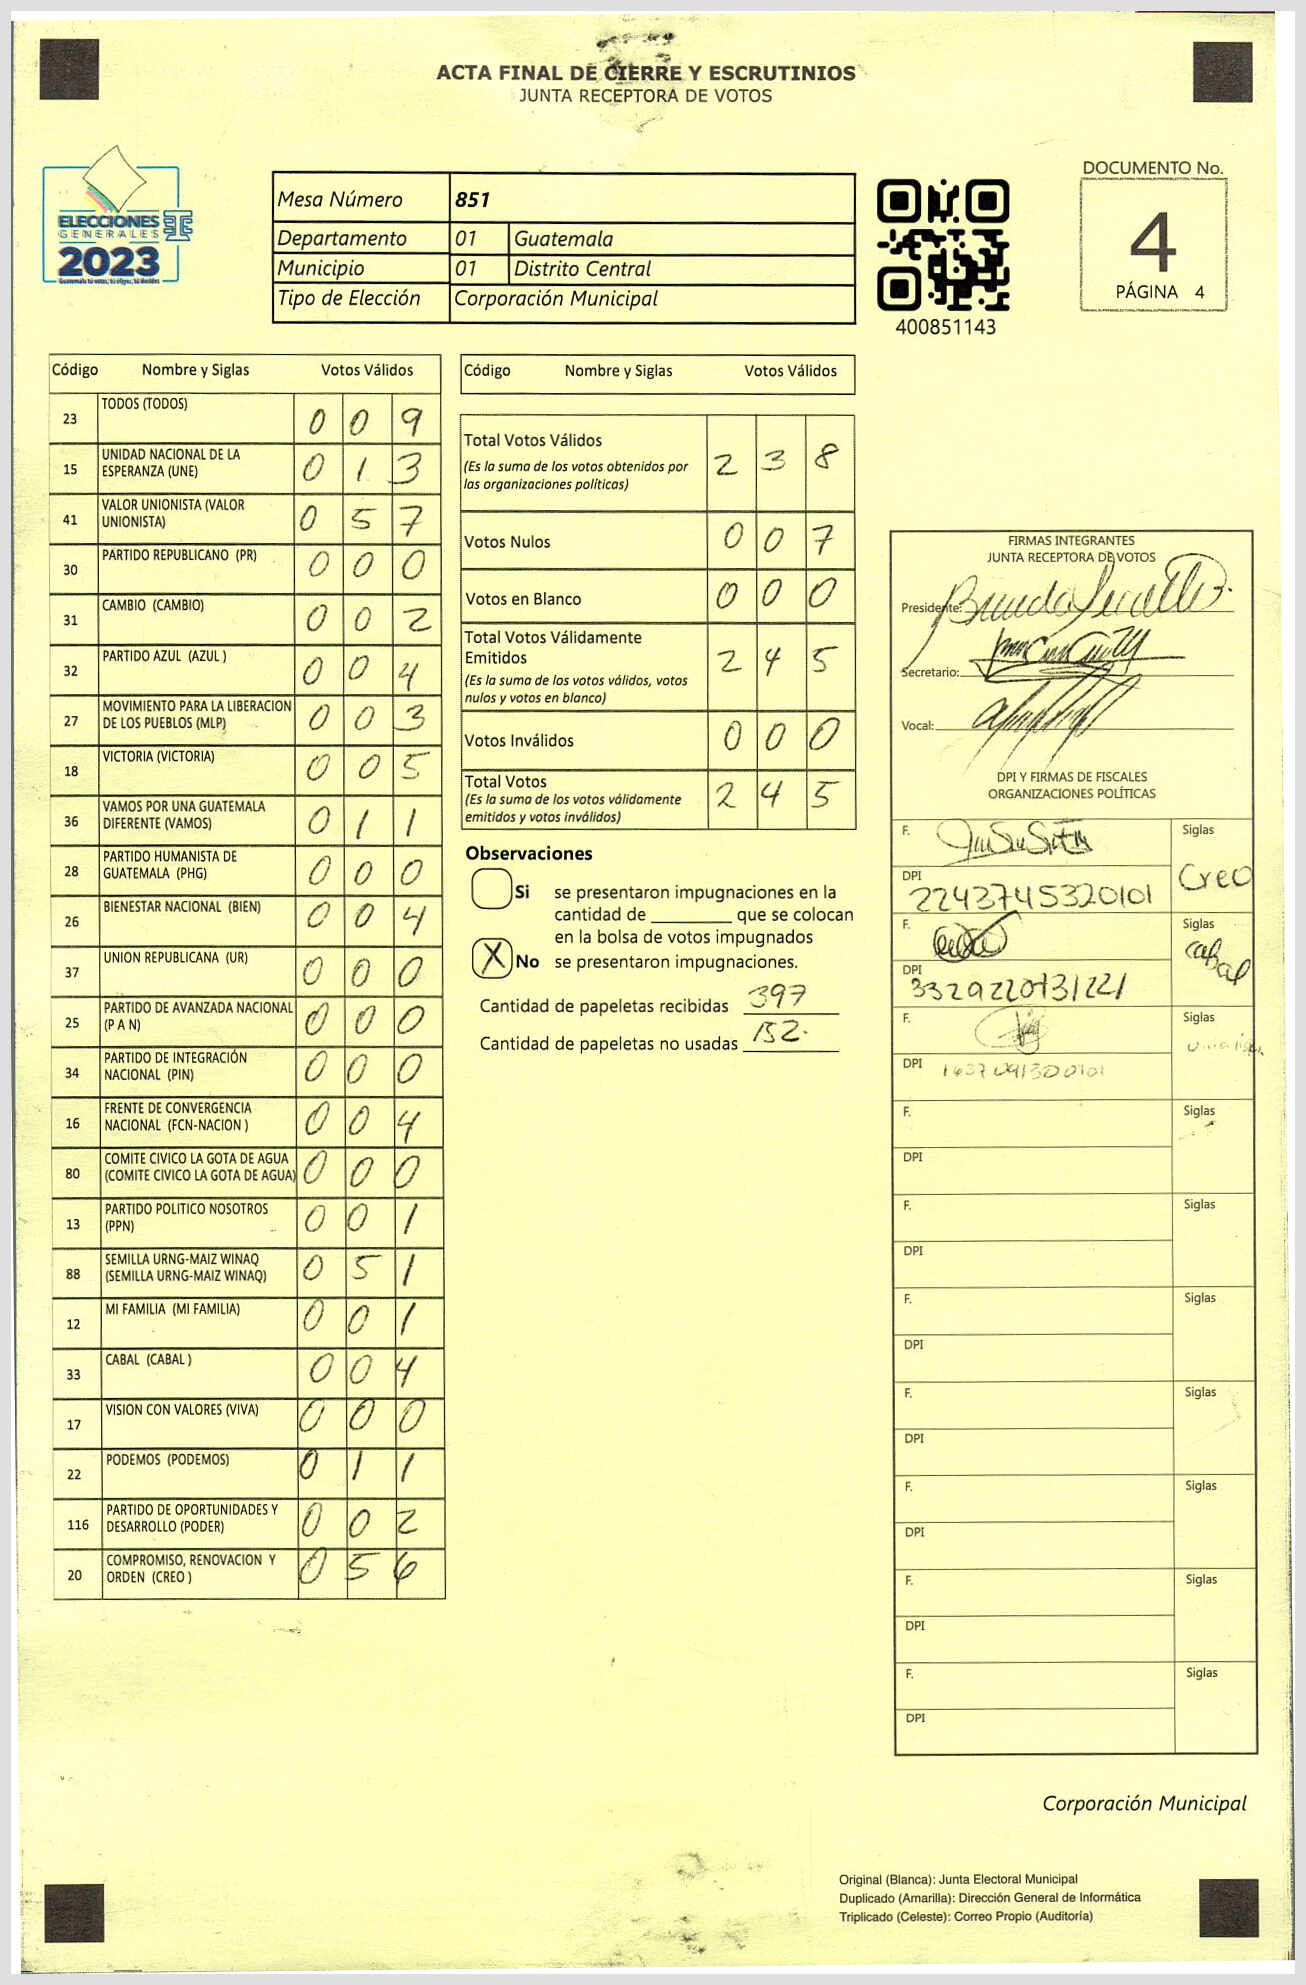 ACTA FINAL DE CIERRE Y ESCRUTINIOS
JUNTA RECEPTORA DE VOTOS
ELECCIONES
GENERALES
2023
Guatemala tú votas, tú eliges, tú decides
Mesa Número 851
Departamento 01 Guatemala
Municipio 01 Distrito Central
Tipo de Elección Corporación Municipal
400851143
DOCUMENTO No.
4
PÁGINA 4
Código Nombre y Siglas Votos Válidos
23 TODOS (TODOS) 0 0 9
15 UNIDAD NACIONAL DE LA
ESPERANZA (UNE) 0 1 3
41 VALOR UNIONISTA (VALOR
UNIONISTA) 0 5 7
30 PARTIDO REPUBLICANO (PR) 0 0 0
31 CAMBIO (CAMBIO) 0 0 2
32 PARTIDO AZUL (AZUL ) 0 0 4
27 MOVIMIENTO PARA LA LIBERACION
DE LOS PUEBLOS (MLP) 0 0 3
18 VICTORIA (VICTORIA) 0 0 5
36 VAMOS POR UNA GUATEMALA
DIFERENTE (VAMOS) 0 1 1
28 PARTIDO HUMANISTA DE
GUATEMALA (PHG) 0 0 0
26 BIENESTAR NACIONAL (BIEN) 0 0 4
37 UNION REPUBLICANA (UR) 0 0 0
25 PARTIDO DE AVANZADA NACIONAL
(P A N) 0 0 0
34 PARTIDO DE INTEGRACIÓN
NACIONAL (PIN) 0 0 0
16 FRENTE DE CONVERGENCIA
NACIONAL (FCN-NACION ) 0 0 4
80 COMITE CIVICO LA GOTA DE AGUA
(COMITE CIVICO LA GOTA DE AGUA) 0 0 0
13 PARTIDO POLITICO NOSOTROS
(PPN) 0 0 1
88 SEMILLA URNG-MAIZ WINAQ
(SEMILLA URNG-MAIZ WINAQ) 0 5 1
12 MI FAMILIA (MI FAMILIA) 0 0 1
33 CABAL (CABAL ) 0 0 4
17 VISION CON VALORES (VIVA) 0 0 0
22 PODEMOS (PODEMOS) 0 1 1
116 PARTIDO DE OPORTUNIDADES Y
DESARROLLO (PODER) 0 0 2
20 COMPROMISO, RENOVACION Y
ORDEN (CREO ) 0 5 6
Código Nombre y Siglas Votos Válidos
Total Votos Válidos 2 3 8
(Es la suma de los votos obtenidos por
las organizaciones políticas)
Votos Nulos 0 0 7
Votos en Blanco 0 0 0
Total Votos Válidamente
Emitidos 2 4 5
(Es la suma de los votos válidos, votos
nulos y votos en blanco)
Votos Inválidos 0 0 0
Total Votos 2 4 5
(Es la suma de los votos válidamente
emitidos y votos inválidos)
Observaciones
Si se presentaron impugnaciones en la
cantidad de ________ que se colocan
en la bolsa de votos impugnados
X No se presentaron impugnaciones.
Cantidad de papeletas recibidas 397
Cantidad de papeletas no usadas 152
FIRMAS INTEGRANTES
JUNTA RECEPTORA DE VOTOS
Presidente:
Secretario:
Vocal:
DPI Y FIRMAS DE FISCALES
ORGANIZACIONES POLÍTICAS
F. Siglas
DPI 2243745320101 Creo
F. Siglas
DPI cabal
F. Siglas
DPI
F. Siglas
DPI
F. Siglas
DPI
F. Siglas
DPI
F. Siglas
DPI
F. Siglas
DPI
F. Siglas
DPI
F. Siglas
DPI
Corporación Municipal
Original (Blanca): Junta Electoral Municipal
Duplicado (Amarilla): Dirección General de Informática
Triplicado (Celeste): Correo Propio (Auditoría)